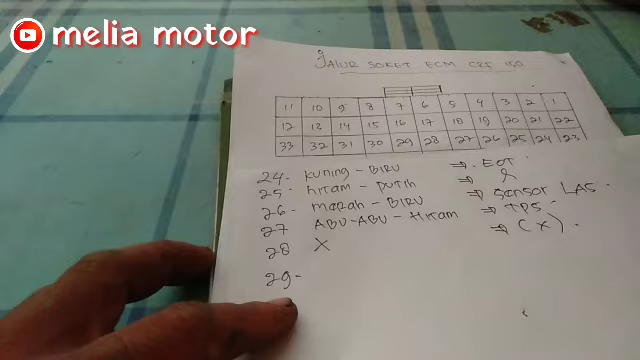 melia motor
JALUR SOKET ECM CRF 150
11 10 9 8 7 6 5 4 3 2 1
12 13 14 15 16 17 18 19 20 21 22
33 32 31 30 29 28 27 26 25 24 23
24. KUNING - BIRU ⇒ . EOT .
25. HITAM - PUTIH ⇒
26. MERAH - BIRU ⇒ SENSOR LAS .
27 ABU-ABU - HITAM ⇒ TPS .
28 X ⇒ ( X ) .
29-